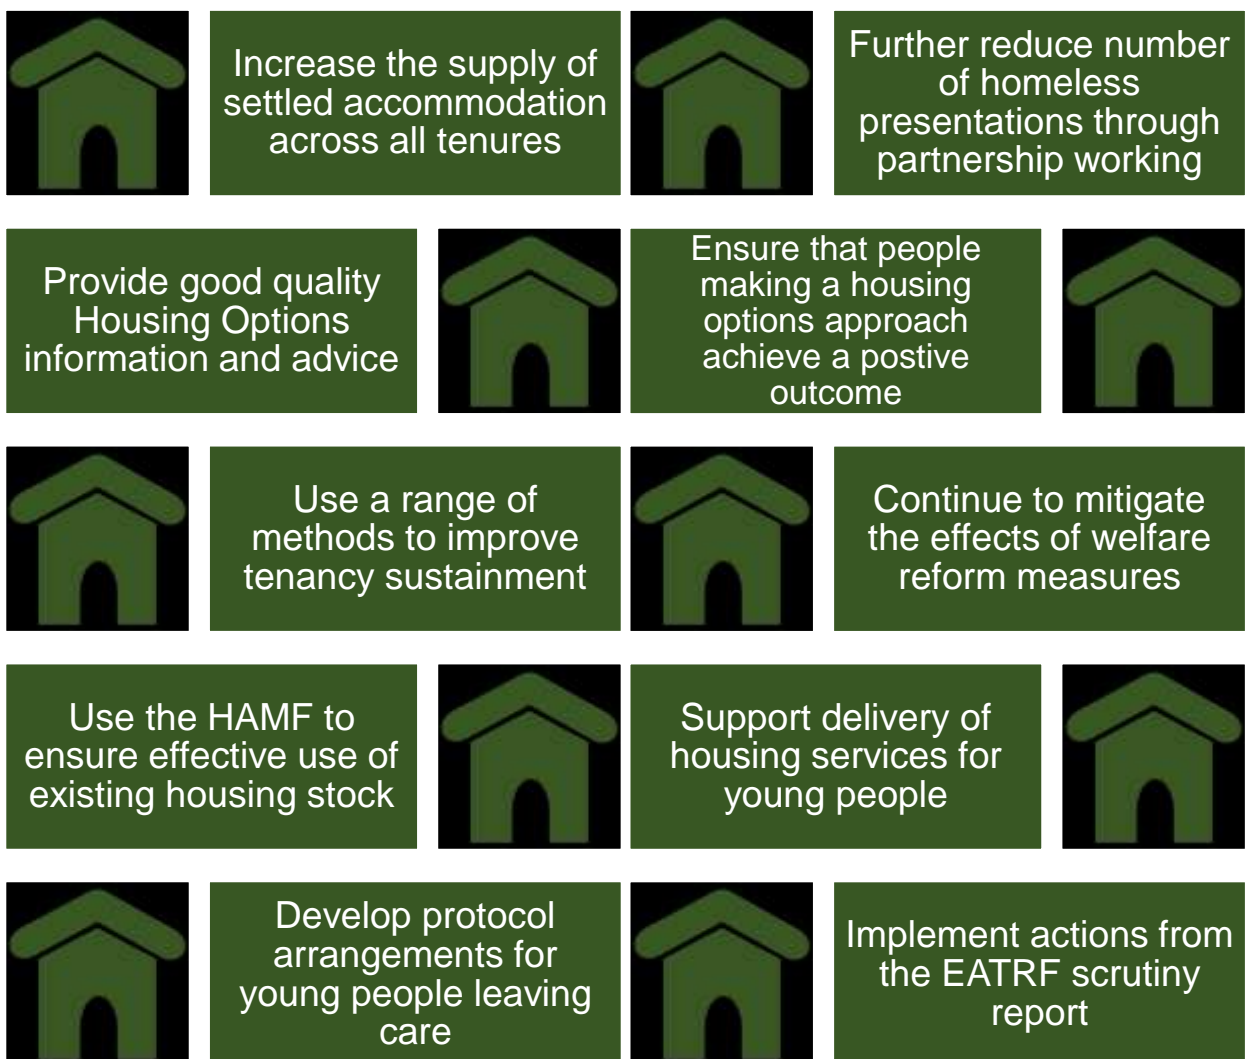 Increase the supply of
settled accommodation
across all tenures
Further reduce number
of homeless
presentations through
partnership working
Provide good quality
Housing Options
information and advice
Ensure that people
making a housing
options approach
achieve a postive
outcome
Use a range of
methods to improve
tenancy sustainment
Continue to mitigate
the effects of welfare
reform measures
Use the HAMF to
ensure effective use of
existing housing stock
Support delivery of
housing services for
young people
Develop protocol
arrangements for
young people leaving
care
Implement actions from
the EATRF scrutiny
report